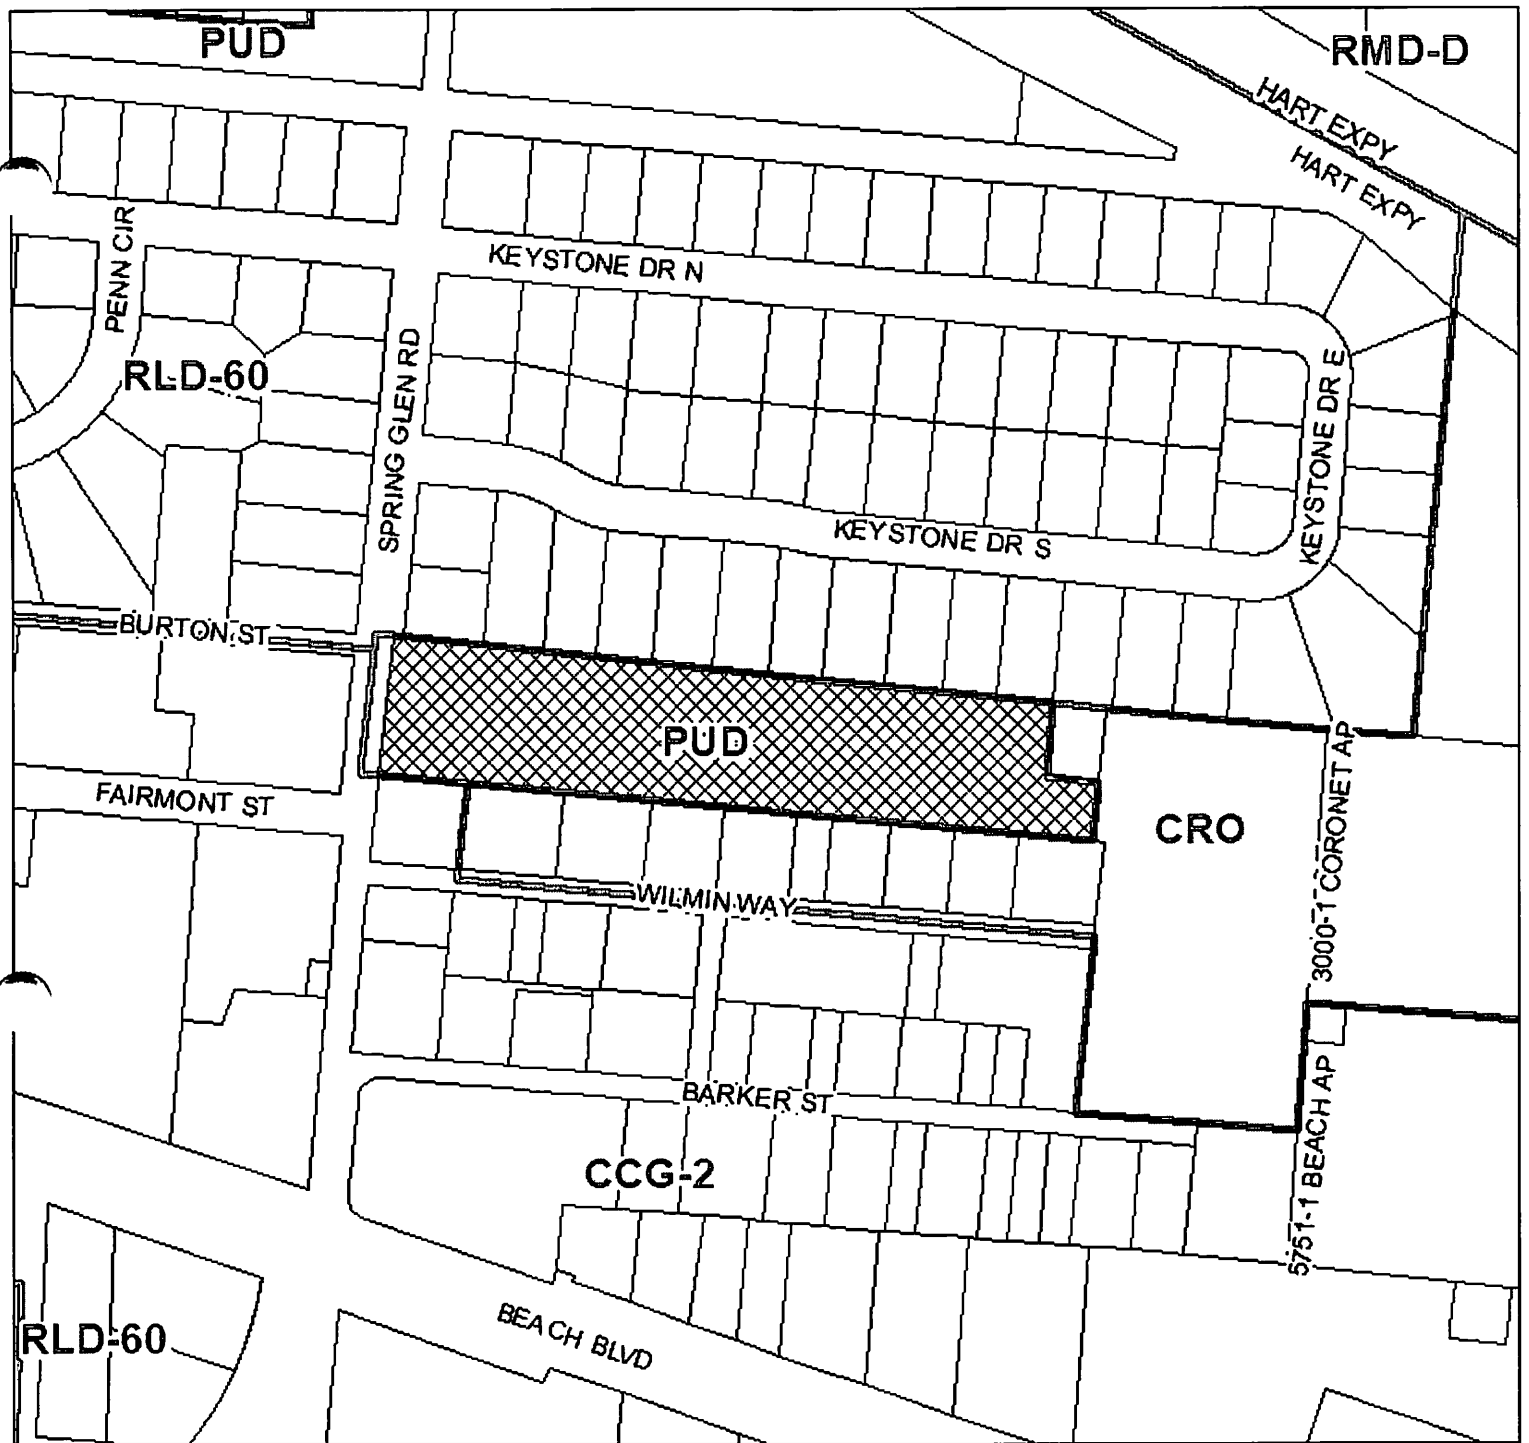 PUD
RMD-D
HART EXPY
HART EXPY
PENN CIR
KEYSTONE DR N
RLD-60
SPRING GLEN RD
KEYSTONE DR E
KEYSTONE DR S
BURTON ST
PUD
FAIRMONT ST
CRO
3000-1 CORONET AP
WILMIN WAY
BARKER ST
5751-1 BEACH AP
CCG-2
BEACH BLVD
RLD-60